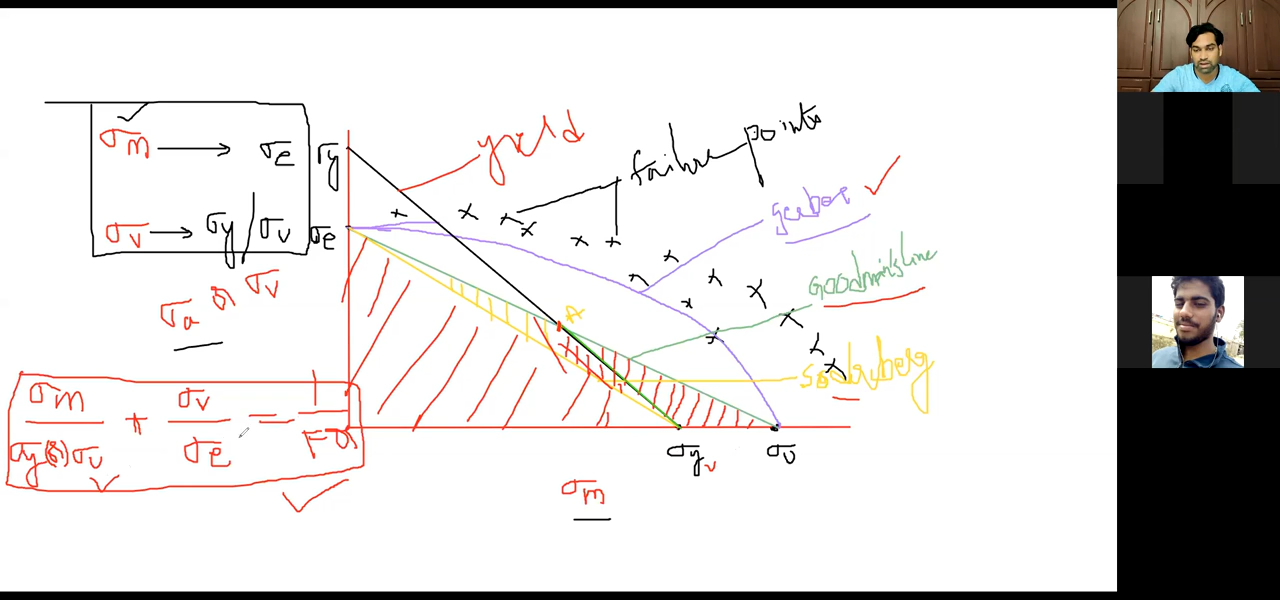 σm → σe
σv → σy/σv
σa (or) σv
σm/σy (or) σv + σv/σe = 1/FOS
σy
σe
yield
failure points
gerber
Goodman's line
Soderberg
A
σyv
σv
σm